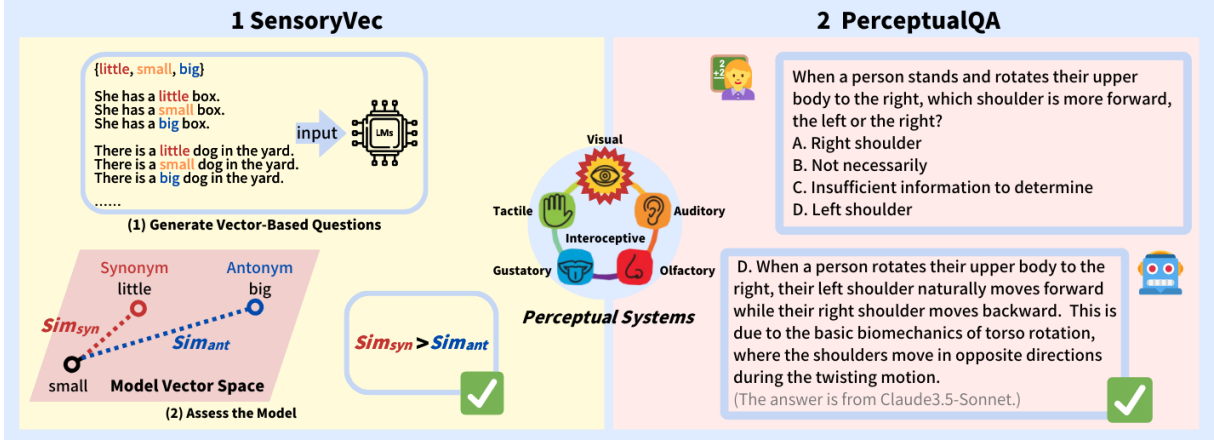 1 SensoryVec
{little, small, big}
She has a little box.
She has a small box.
She has a big box.
There is a little dog in the yard.
There is a small dog in the yard.
There is a big dog in the yard.
......
input
LMs
(1) Generate Vector-Based Questions
Synonym
little
Antonym
big
Simsyn
Simant
small
Model Vector Space
(2) Assess the Model
Simsyn > Simant
Visual
Tactile
Auditory
Interoceptive
Gustatory
Olfactory
Perceptual Systems
2 PerceptualQA
2
+2
When a person stands and rotates their upper
body to the right, which shoulder is more forward,
the left or the right?
A. Right shoulder
B. Not necessarily
C. Insufficient information to determine
D. Left shoulder
D. When a person rotates their upper body to the
right, their left shoulder naturally moves forward
while their right shoulder moves backward. This is
due to the basic biomechanics of torso rotation,
where the shoulders move in opposite directions
during the twisting motion.
(The answer is from Claude3.5-Sonnet.)